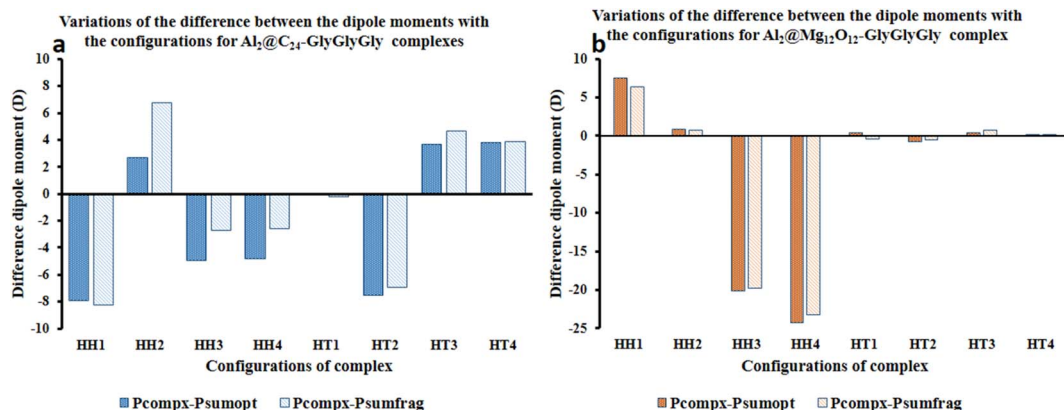 Variations of the difference between the dipole moments with
the configurations for Al₂@C₂₄-GlyGlyGly complexes
a
Difference dipole moment (D)
8
6
4
2
0
-2
-4
-6
-8
-10
HH1 HH2 HH3 HH4 HT1 HT2 HT3 HT4
Configurations of complex
Pcompx-Psumopt Pcompx-Psumfrag
Variations of the difference between the dipole moments with
the configurations for Al₂@Mg₁₂O₁₂-GlyGlyGly complex
b
Difference dipole moment (D)
10
5
0
-5
-10
-15
-20
-25
HH1 HH2 HH3 HH4 HT1 HT2 HT3 HT4
Configurations of complex
Pcompx-Psumopt Pcompx-Psumfrag